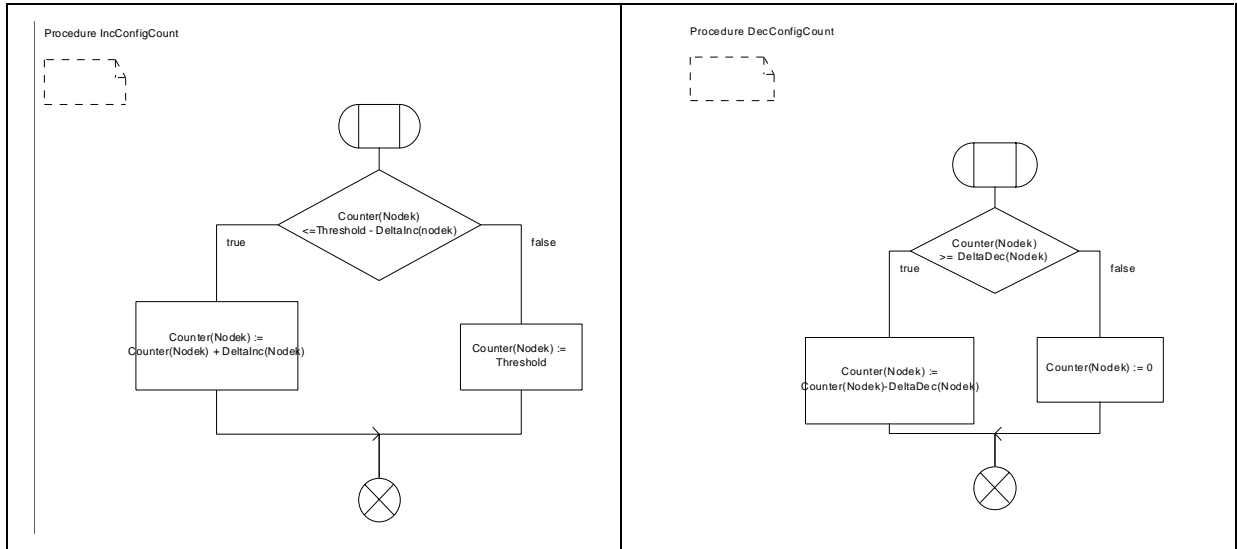 Procedure IncConfigCount
Counter(Nodek)
<=Threshold - DeltaInc(nodek)
true
false
Counter(Nodek) :=
Counter(Nodek) + DeltaInc(Nodek)
Counter(Nodek) :=
Threshold
Procedure DecConfigCount
Counter(Nodek)
>= DeltaDec(Nodek)
true
false
Counter(Nodek) :=
Counter(Nodek)-DeltaDec(Nodek)
Counter(Nodek) := 0